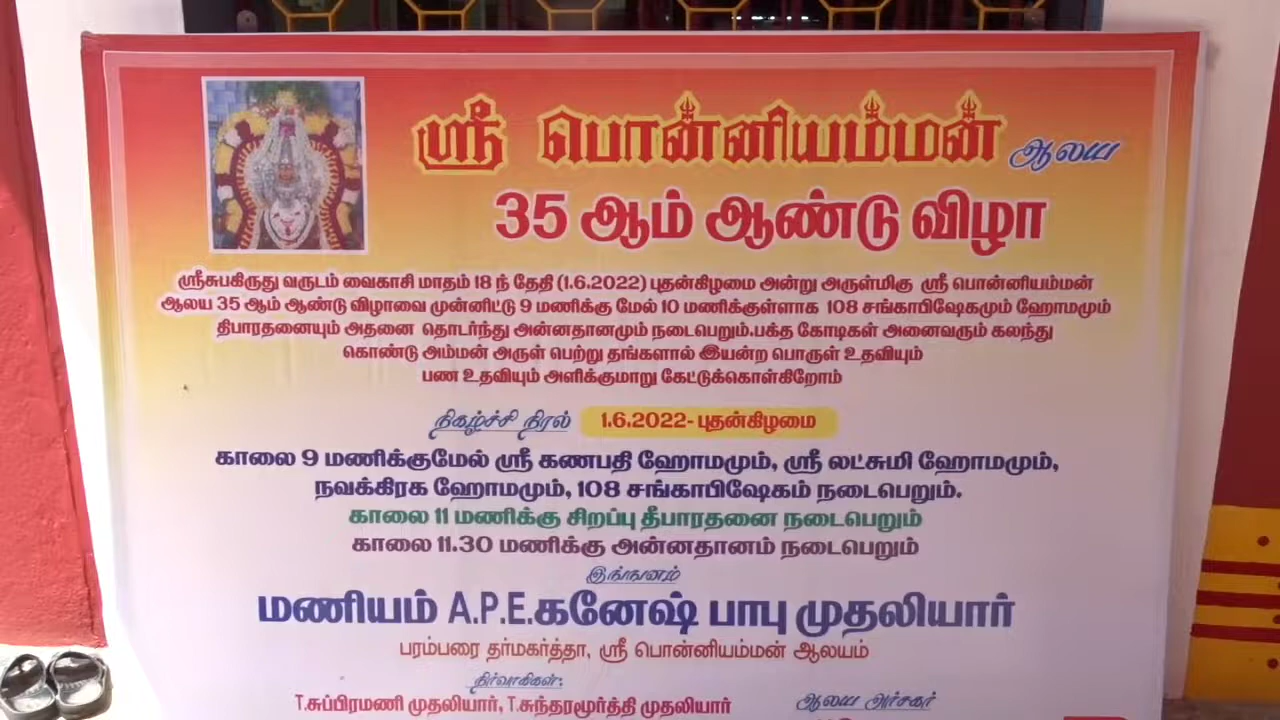 ஸ்ரீ பொன்னியம்மன் ஆலய
35 ஆம் ஆண்டு விழா
ஸ்ரீசுபகிருது வருடம் வைகாசி மாதம் 18 ந் தேதி (1.6.2022) புதன்கிழமை அன்று அருள்மிகு ஸ்ரீ பொன்னியம்மன்
ஆலய 35 ஆம் ஆண்டு விழாவை முன்னிட்டு 9 மணிக்கு மேல் 10 மணிக்குள்ளாக 108 சங்காபிஷேகமும் ஹோமமும்
தீபாரதனையும் அதனை தொடர்ந்து அன்னதானமும் நடைபெறும்.பக்த கோடிகள் அனைவரும் கலந்து
கொண்டு அம்மன் அருள் பெற்று தங்களால் இயன்ற பொருள் உதவியும்
பண உதவியும் அளிக்குமாறு கேட்டுக்கொள்கிறோம்
நிகழ்ச்சி நிரல் 1.6.2022- புதன்கிழமை
காலை 9 மணிக்குமேல் ஸ்ரீ கணபதி ஹோமமும், ஸ்ரீ லட்சுமி ஹோமமும்,
நவக்கிரக ஹோமமும், 108 சங்காபிஷேகம் நடைபெறும்.
காலை 11 மணிக்கு சிறப்பு தீபாரதனை நடைபெறும்
காலை 11.30 மணிக்கு அன்னதானம் நடைபெறும்
இங்ஙனம்
மணியம் A.P.E.கனேஷ் பாபு முதலியார்
பரம்பரை தர்மகர்த்தா, ஸ்ரீ பொன்னியம்மன் ஆலயம்
நிர்வாகிகள்:
T.சுப்பிரமணி முதலியார், T.சுந்தரமூர்த்தி முதலியார்
ஆலய அர்சகர்